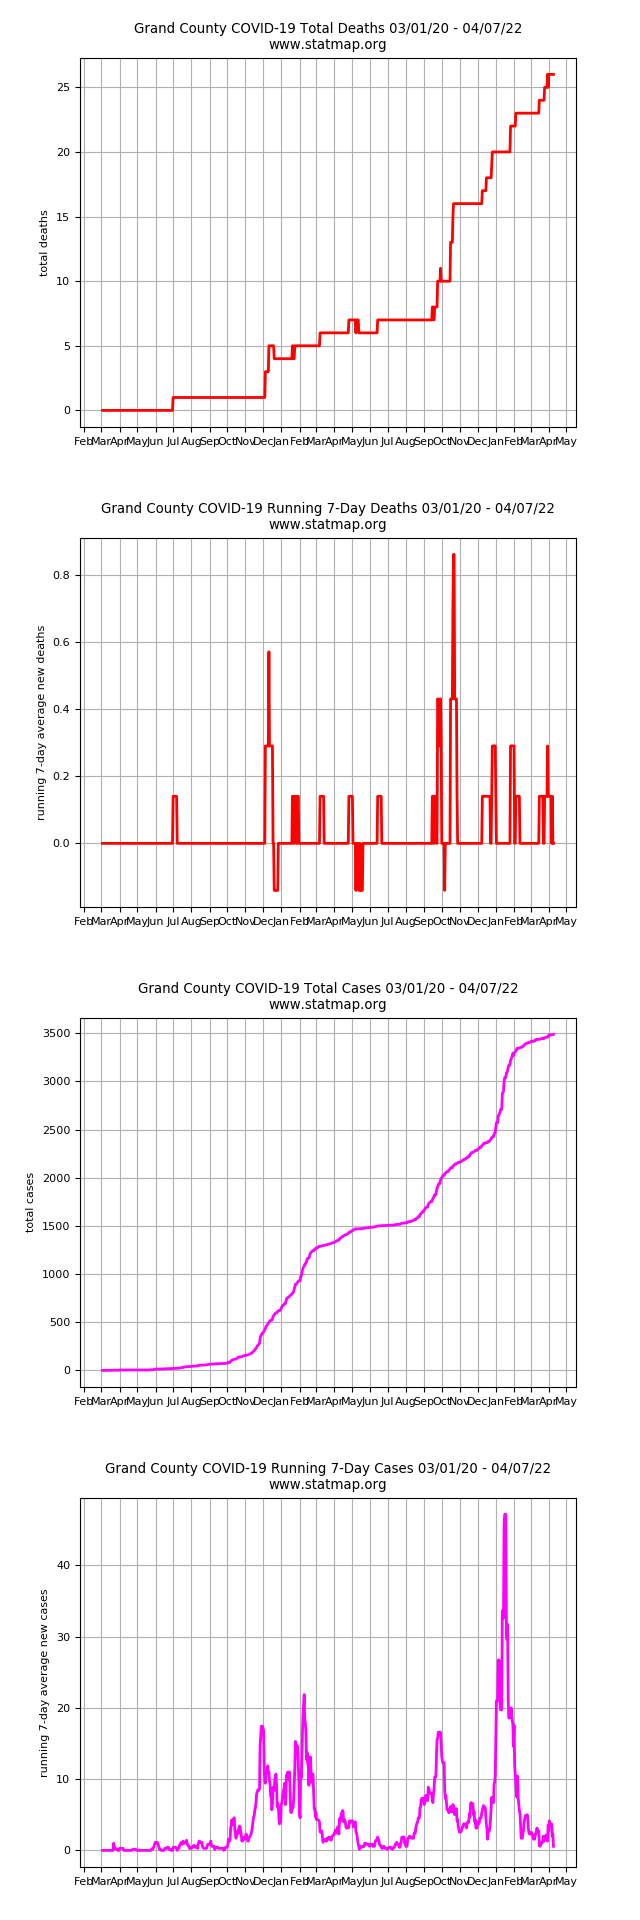 Grand County COVID-19 Total Deaths 03/01/20 - 04/07/22
www.statmap.org
25
20
15
10
5
0
total deaths
Feb Mar Apr May Jun Jul Aug Sep Oct Nov Dec Jan Feb Mar Apr May Jun Jul Aug Sep Oct Nov Dec Jan Feb Mar Apr May
Grand County COVID-19 Running 7-Day Deaths 03/01/20 - 04/07/22
www.statmap.org
0.8
0.6
0.4
0.2
0.0
running 7-day average new deaths
Feb Mar Apr May Jun Jul Aug Sep Oct Nov Dec Jan Feb Mar Apr May Jun Jul Aug Sep Oct Nov Dec Jan Feb Mar Apr May
Grand County COVID-19 Total Cases 03/01/20 - 04/07/22
www.statmap.org
3500
3000
2500
2000
1500
1000
500
0
total cases
Feb Mar Apr May Jun Jul Aug Sep Oct Nov Dec Jan Feb Mar Apr May Jun Jul Aug Sep Oct Nov Dec Jan Feb Mar Apr May
Grand County COVID-19 Running 7-Day Cases 03/01/20 - 04/07/22
www.statmap.org
40
30
20
10
0
running 7-day average new cases
Feb Mar Apr May Jun Jul Aug Sep Oct Nov Dec Jan Feb Mar Apr May Jun Jul Aug Sep Oct Nov Dec Jan Feb Mar Apr May